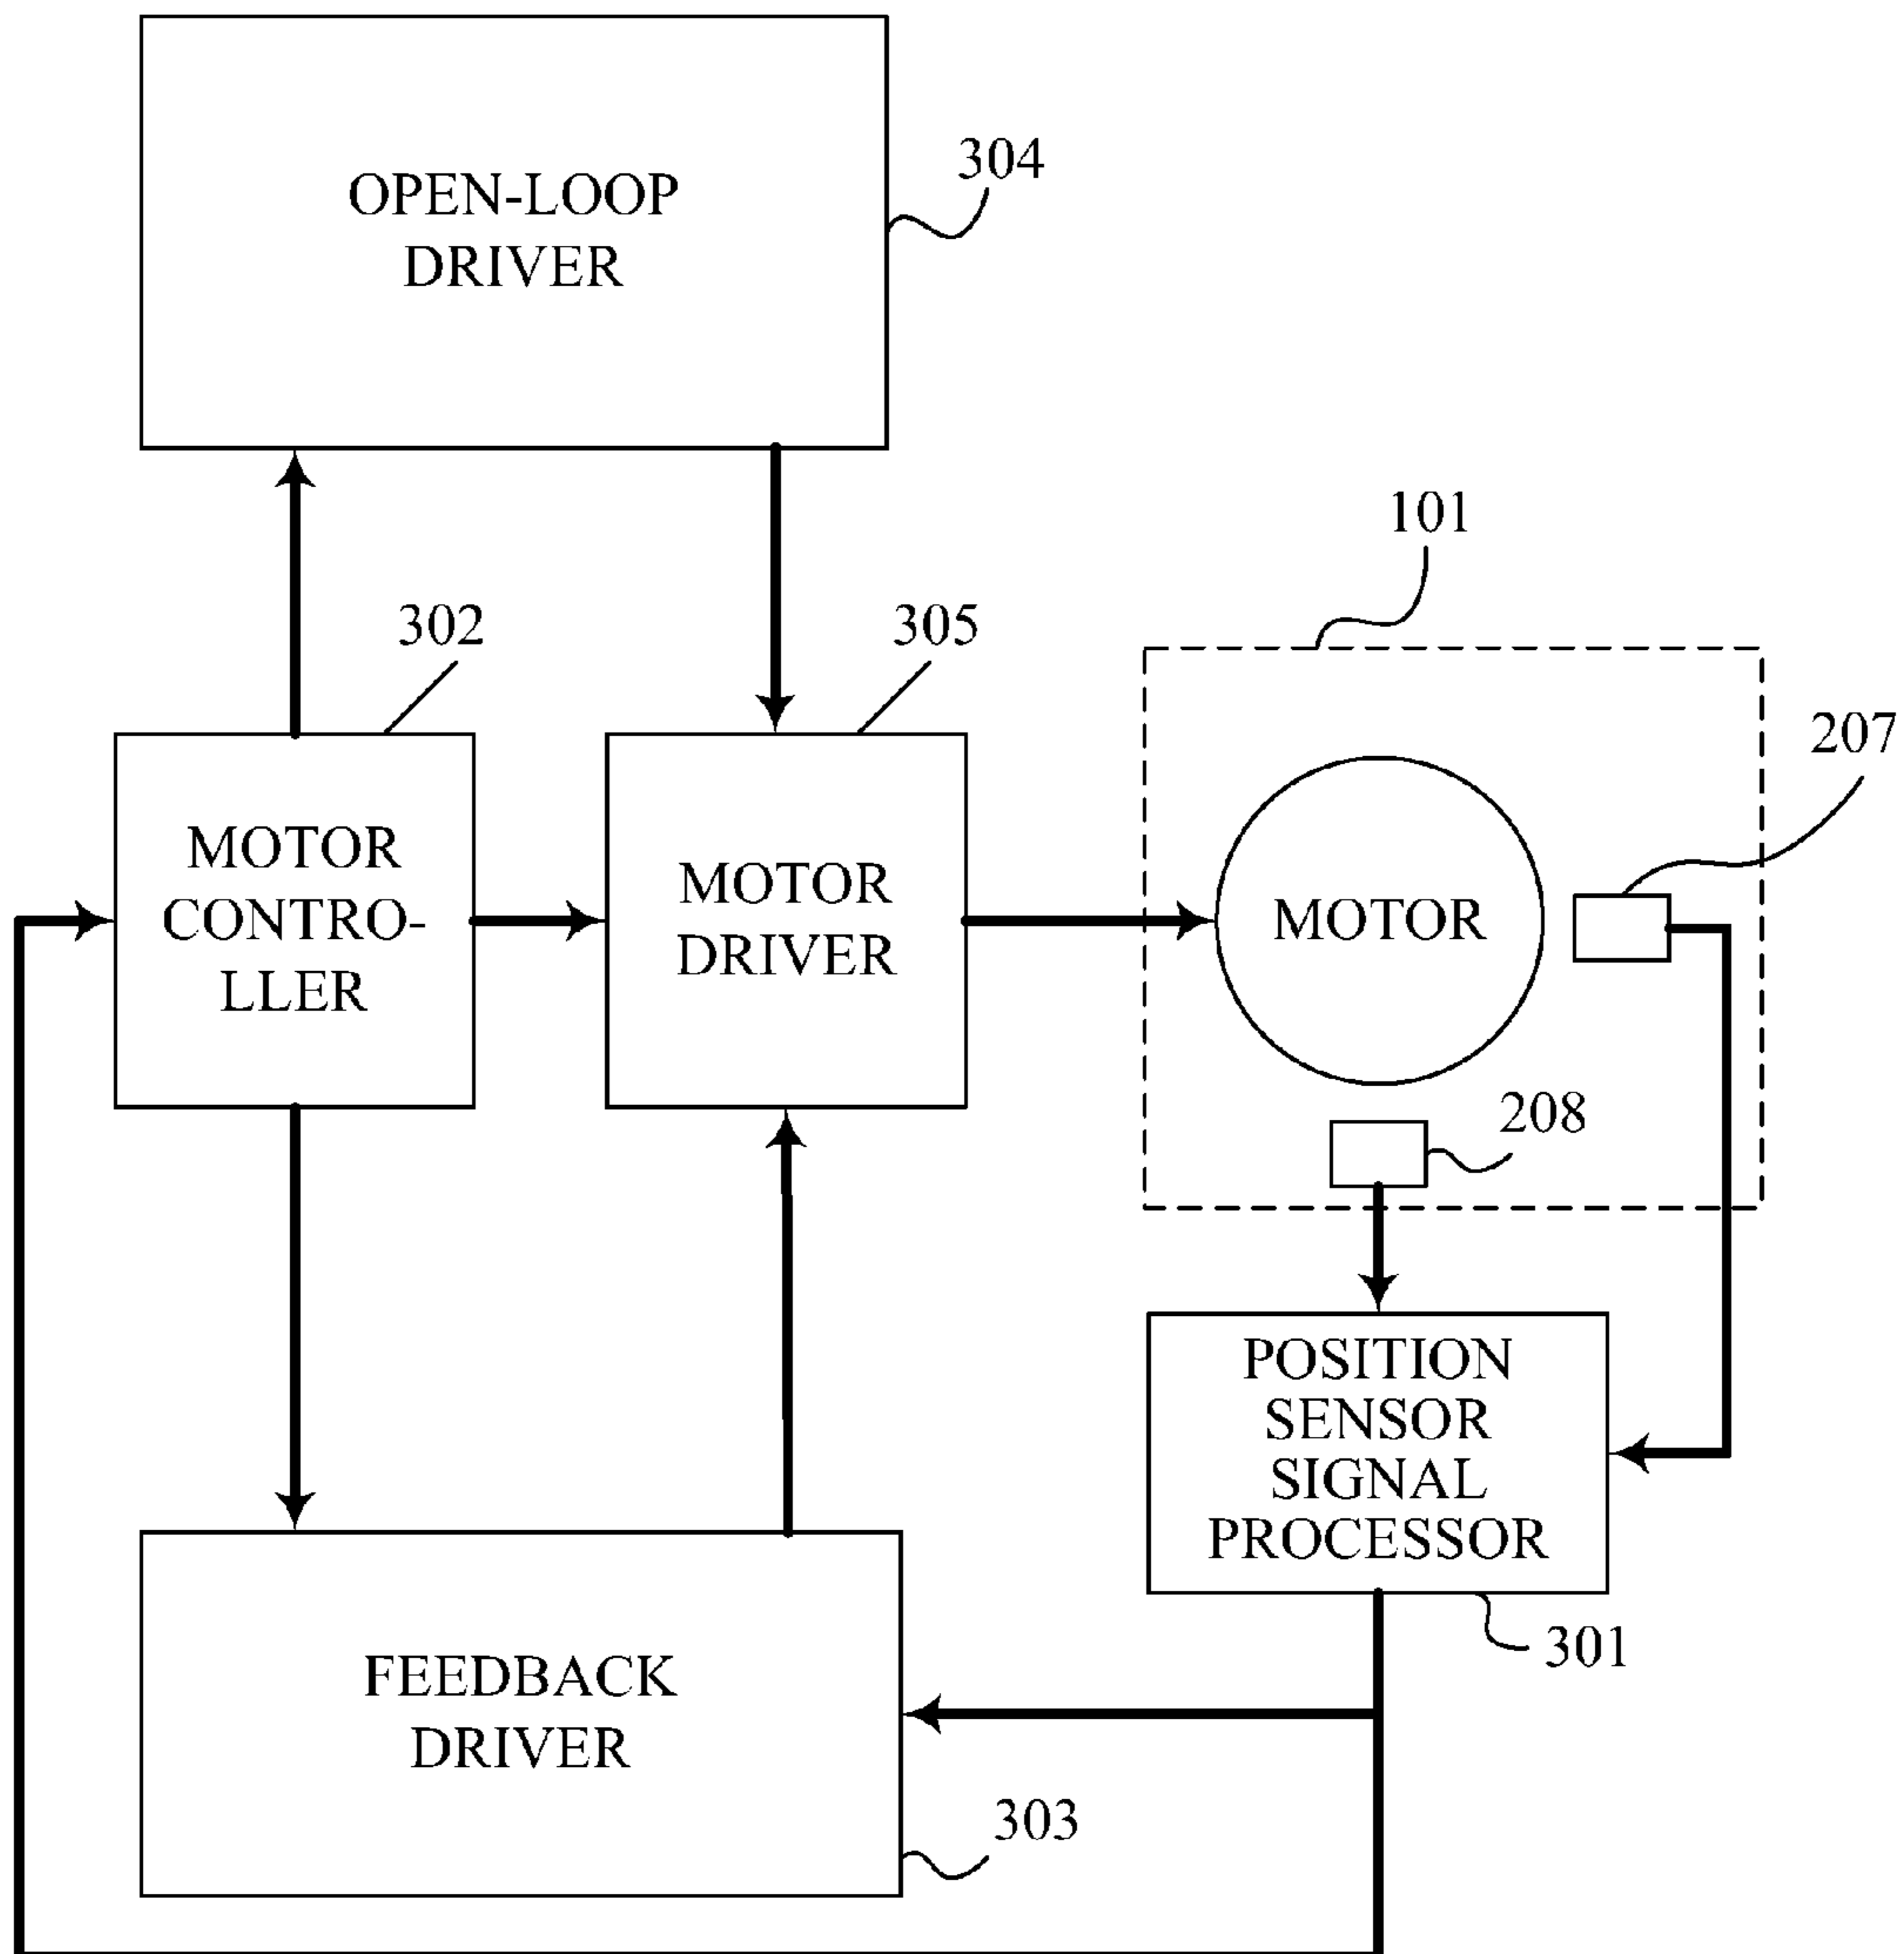 OPEN-LOOP
DRIVER
304
101
302
305
207
MOTOR
CONTRO-
LLER
MOTOR
DRIVER
MOTOR
208
POSITION
SENSOR
SIGNAL
PROCESSOR
301
FEEDBACK
DRIVER
303